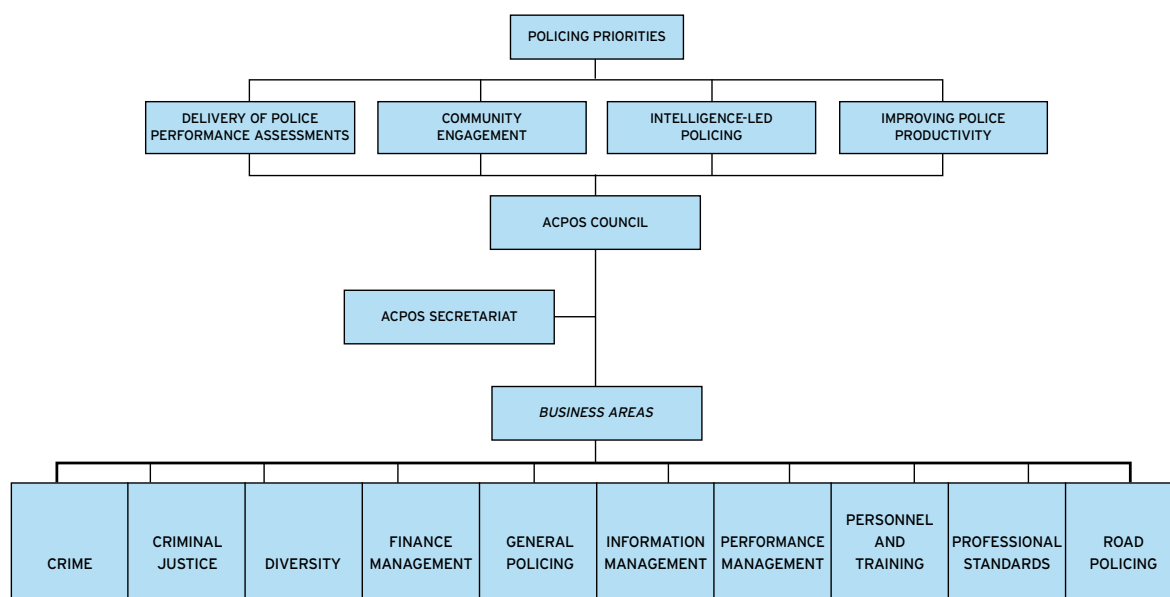 POLICING PRIORITIES
DELIVERY OF POLICE
PERFORMANCE ASSESSMENTS
COMMUNITY
ENGAGEMENT
INTELLIGENCE-LED
POLICING
IMPROVING POLICE
PRODUCTIVITY
ACPOS COUNCIL
ACPOS SECRETARIAT
BUSINESS AREAS
CRIME
CRIMINAL
JUSTICE
DIVERSITY
FINANCE
MANAGEMENT
GENERAL
POLICING
INFORMATION
MANAGEMENT
PERFORMANCE
MANAGEMENT
PERSONNEL
AND
TRAINING
PROFESSIONAL
STANDARDS
ROAD
POLICING